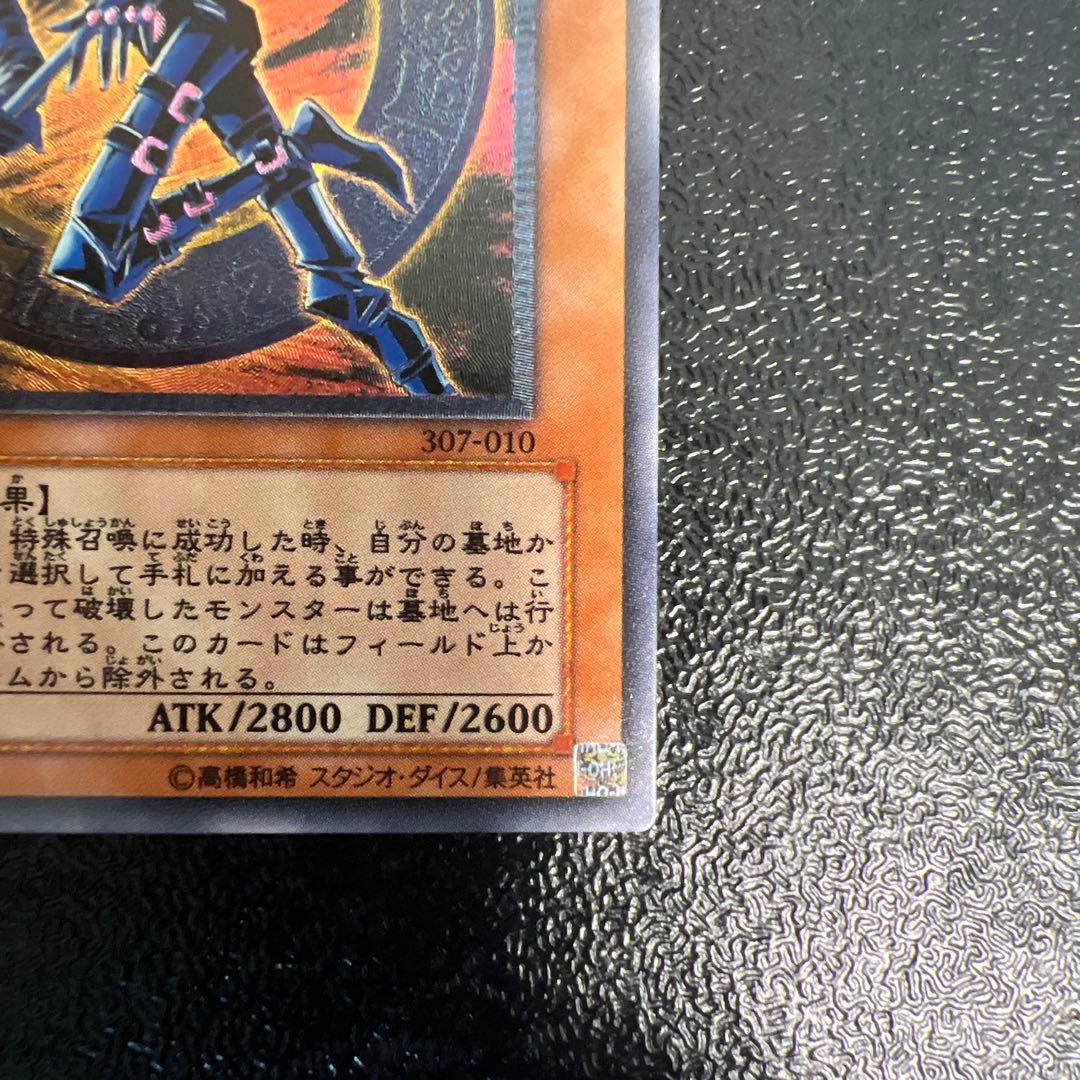 307-010
果】
特殊召喚に成功した時、自分の墓地か
選択して手札に加える事ができる。こ
って破壊したモンスターは墓地へは行
される。このカードはフィールド上か
ムから除外される。
ATK/2800 DEF/2600
©高橋和希 スタジオ・ダイス/集英社